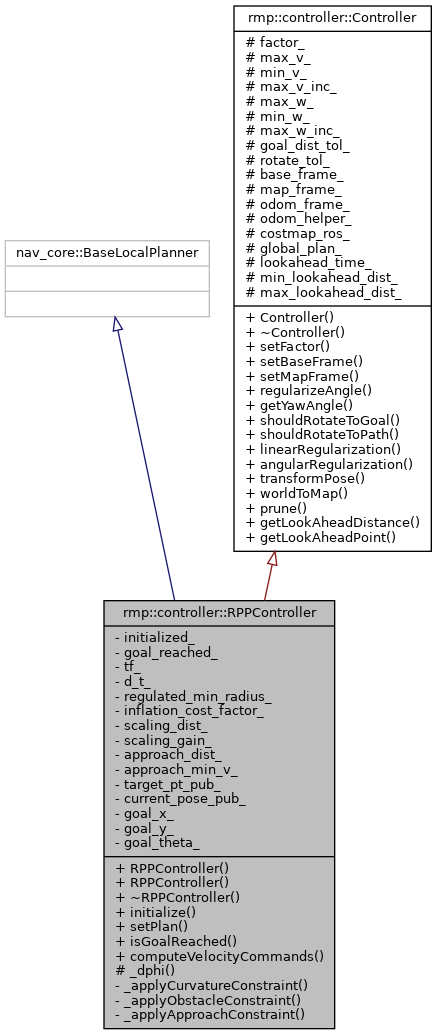 rmp::controller::Controller
# factor_
# max_v_
# min_v_
# max_v_inc_
# max_w_
# min_w_
# max_w_inc_
# goal_dist_tol_
# rotate_tol_
# base_frame_
# map_frame_
# odom_frame_
# odom_helper_
# costmap_ros_
# global_plan_
# lookahead_time_
# min_lookahead_dist_
# max_lookahead_dist_
+ Controller()
+ ~Controller()
+ setFactor()
+ setBaseFrame()
+ setMapFrame()
+ regularizeAngle()
+ getYawAngle()
+ shouldRotateToGoal()
+ shouldRotateToPath()
+ linearRegularization()
+ angularRegularization()
+ transformPose()
+ worldToMap()
+ prune()
+ getLookAheadDistance()
+ getLookAheadPoint()
nav_core::BaseLocalPlanner
rmp::controller::RPPController
- initialized_
- goal_reached_
- tf_
- d_t_
- regulated_min_radius_
- inflation_cost_factor_
- scaling_dist_
- scaling_gain_
- approach_dist_
- approach_min_v_
- target_pt_pub_
- current_pose_pub_
- goal_x_
- goal_y_
- goal_theta_
+ RPPController()
+ RPPController()
+ ~RPPController()
+ initialize()
+ setPlan()
+ isGoalReached()
+ computeVelocityCommands()
# _dphi()
- _applyCurvatureConstraint()
- _applyObstacleConstraint()
- _applyApproachConstraint()